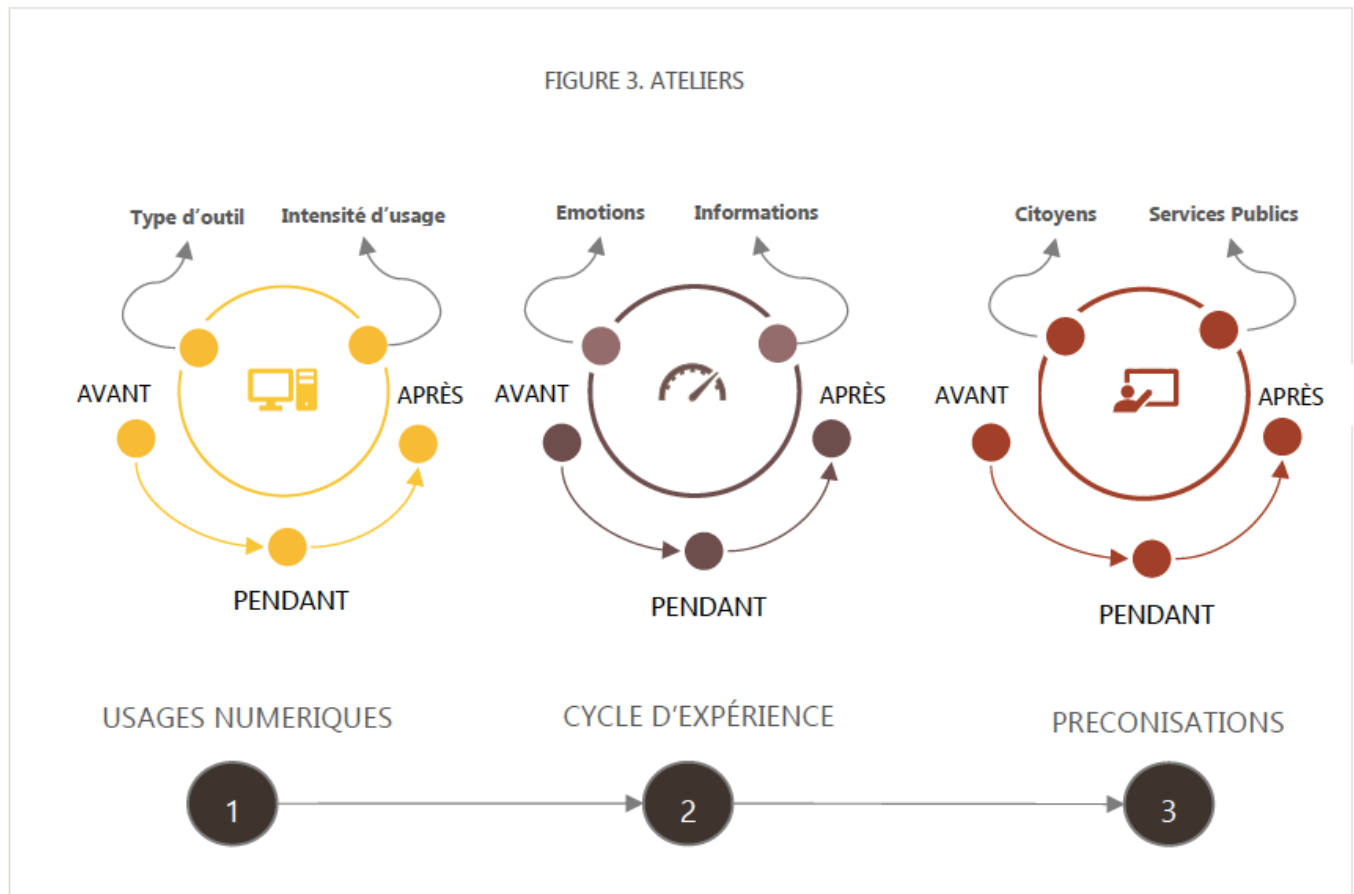 FIGURE 3. ATELIERS
Type d’outil
Intensité d’usage
AVANT
APRÈS
PENDANT
Emotions
Informations
AVANT
APRÈS
PENDANT
Citoyens
Services Publics
AVANT
APRÈS
PENDANT
USAGES NUMERIQUES
CYCLE D'EXPÉRIENCE
PRECONISATIONS
1
2
3